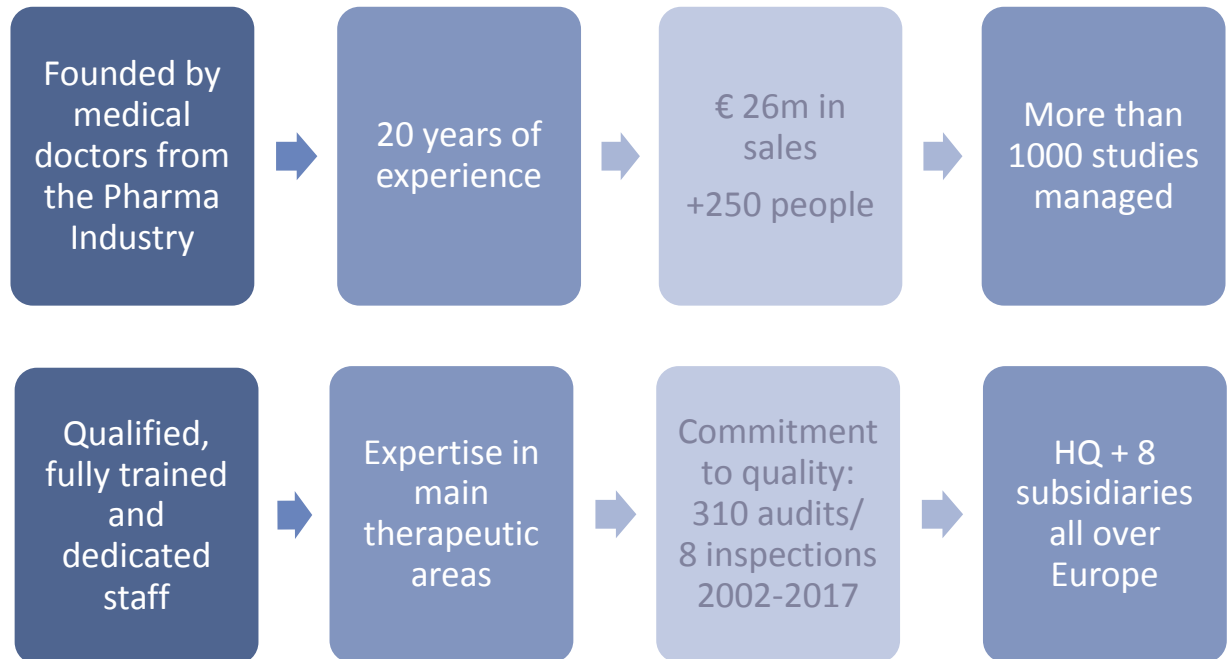 Founded by
medical
doctors from
the Pharma
Industry
20 years of
experience
€ 26m in
sales
+250 people
More than
1000 studies
managed
Qualified,
fully trained
and
dedicated
staff
Expertise in
main
therapeutic
areas
Commitment
to quality:
310 audits/
8 inspections
2002-2017
HQ + 8
subsidiaries
all over
Europe